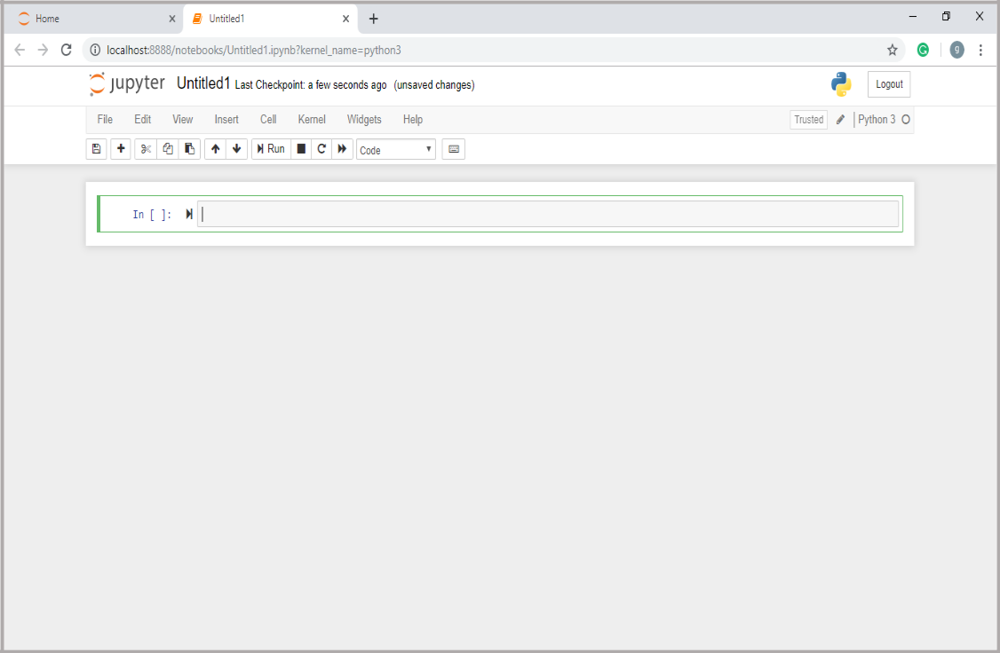 Home
Untitled1
localhost:8888/notebooks/Untitled1.ipynb?kernel_name=python3
g
jupyter Untitled1 Last Checkpoint: a few seconds ago (unsaved changes)
Logout
File Edit View Insert Cell Kernel Widgets Help
Trusted Python 3
Run Code
In [ ]: